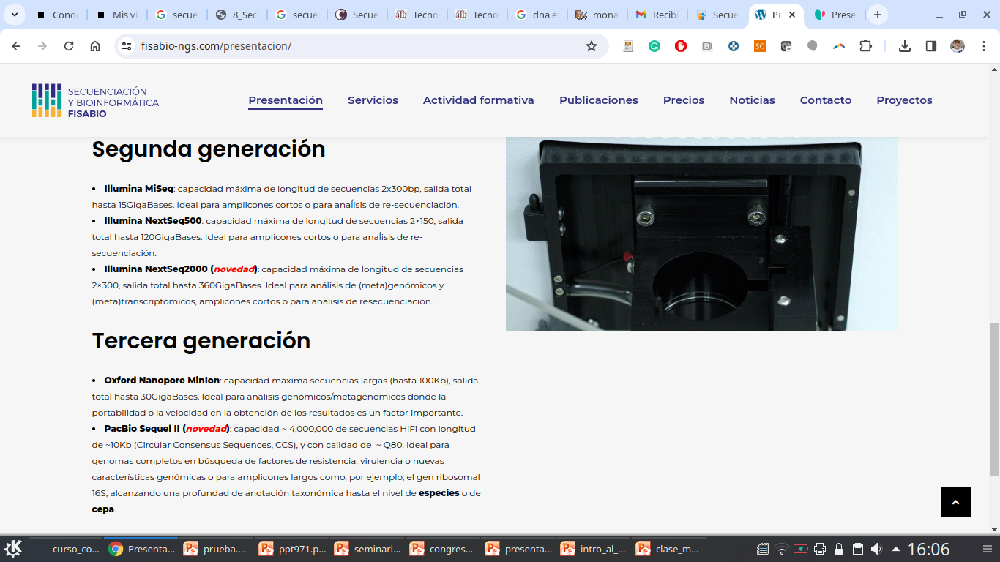 Conoc
Mis vi
secue
8_Sec
secue
Secue
Tecno
Tecno
dna e
mona
Recibi
Secue
Pr
Prese
fisabio-ngs.com/presentacion/
SECUENCIACIÓN
Y BIOINFORMÁTICA
FISABIO
Presentación Servicios Actividad formativa Publicaciones Precios Noticias Contacto Proyectos
Segunda generación
• Illumina MiSeq: capacidad máxima de longitud de secuencias 2x300bp, salida total
hasta 15GigaBases. Ideal para amplicones cortos o para anaĺisis de re-secuenciación.
• Illumina NextSeq500: capacidad máxima de longitud de secuencias 2×150, salida
total hasta 120GigaBases. Ideal para amplicones cortos o para anaĺisis de re-
secuenciación.
• Illumina NextSeq2000 (novedad): capacidad máxima de longitud de secuencias
2×300, salida total hasta 360GigaBases. Ideal para análisis de (meta)genómicos y
(meta)transcriptómicos, amplicones cortos o para análisis de resecuenciación.
Tercera generación
• Oxford Nanopore MinIon: capacidad máxima secuencias largas (hasta 100Kb), salida
total hasta 30GigaBases. Ideal para análisis genómicos/metagenómicos donde la
portabilidad o la velocidad en la obtención de los resultados es un factor importante.
• PacBio Sequel II (novedad): capacidad ~ 4,000,000 de secuencias HiFi con longitud
de ~10Kb (Circular Consensus Sequences, CCS), y con calidad de ~ Q80. Ideal para
genomas completos en búsqueda de factores de resistencia, virulencia o nuevas
características genómicas o para amplicones largos como, por ejemplo, el gen ribosomal
16S, alcanzando una profundad de anotación taxonómica hasta el nivel de especies o de
cepa.
curso_co...
Presenta...
prueba....
ppt971.p...
seminari...
congres...
presenta...
intro_al_...
clase_m...
16:06